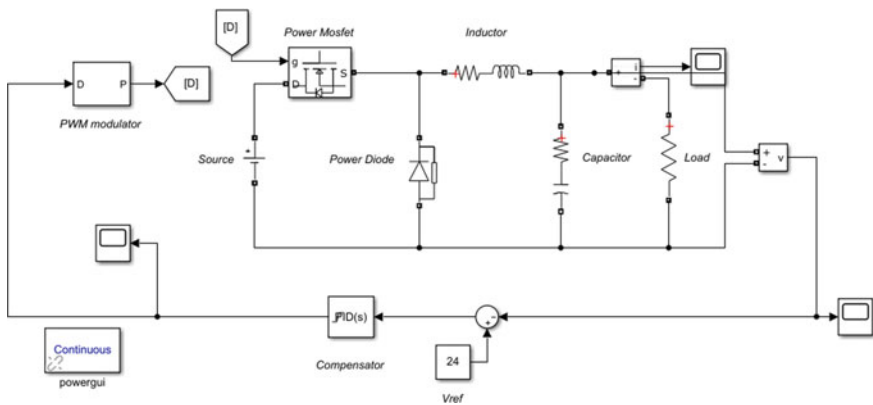 [D]
Power Mosfet
Inductor
g
D
S
D
P
[D]
i
+
-
PWM modulator
+
Source
Power Diode
Capacitor
Load
+
-
v
PID(s)
-
+
Continuous
Compensator
24
powergui
Vref